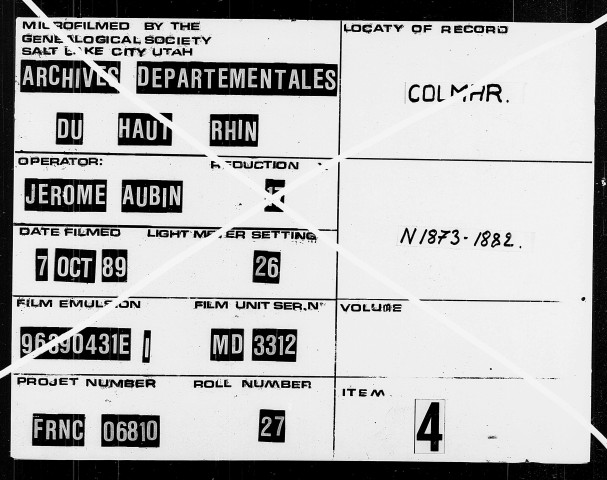 MICROFILMED BY THE
GENEALOGICAL SOCIETY
SALT LAKE CITY UTAH
ARCHIVES DEPARTEMENTALES
DU HAUT RHIN
LOCATY OF RECORD
COLMAR.
OPERATOR:
JEROME AUBIN
REDUCTION
17
N 1873-1882.
DATE FILMED
7 OCT 89
LIGHT METER SETTING
26
FILM EMULSION
96890431E I
FILM UNIT SER.N°
MD 3312
VOLUME
PROJET NUMBER
FRNC 06810
ROLL NUMBER
27
ITEM
4